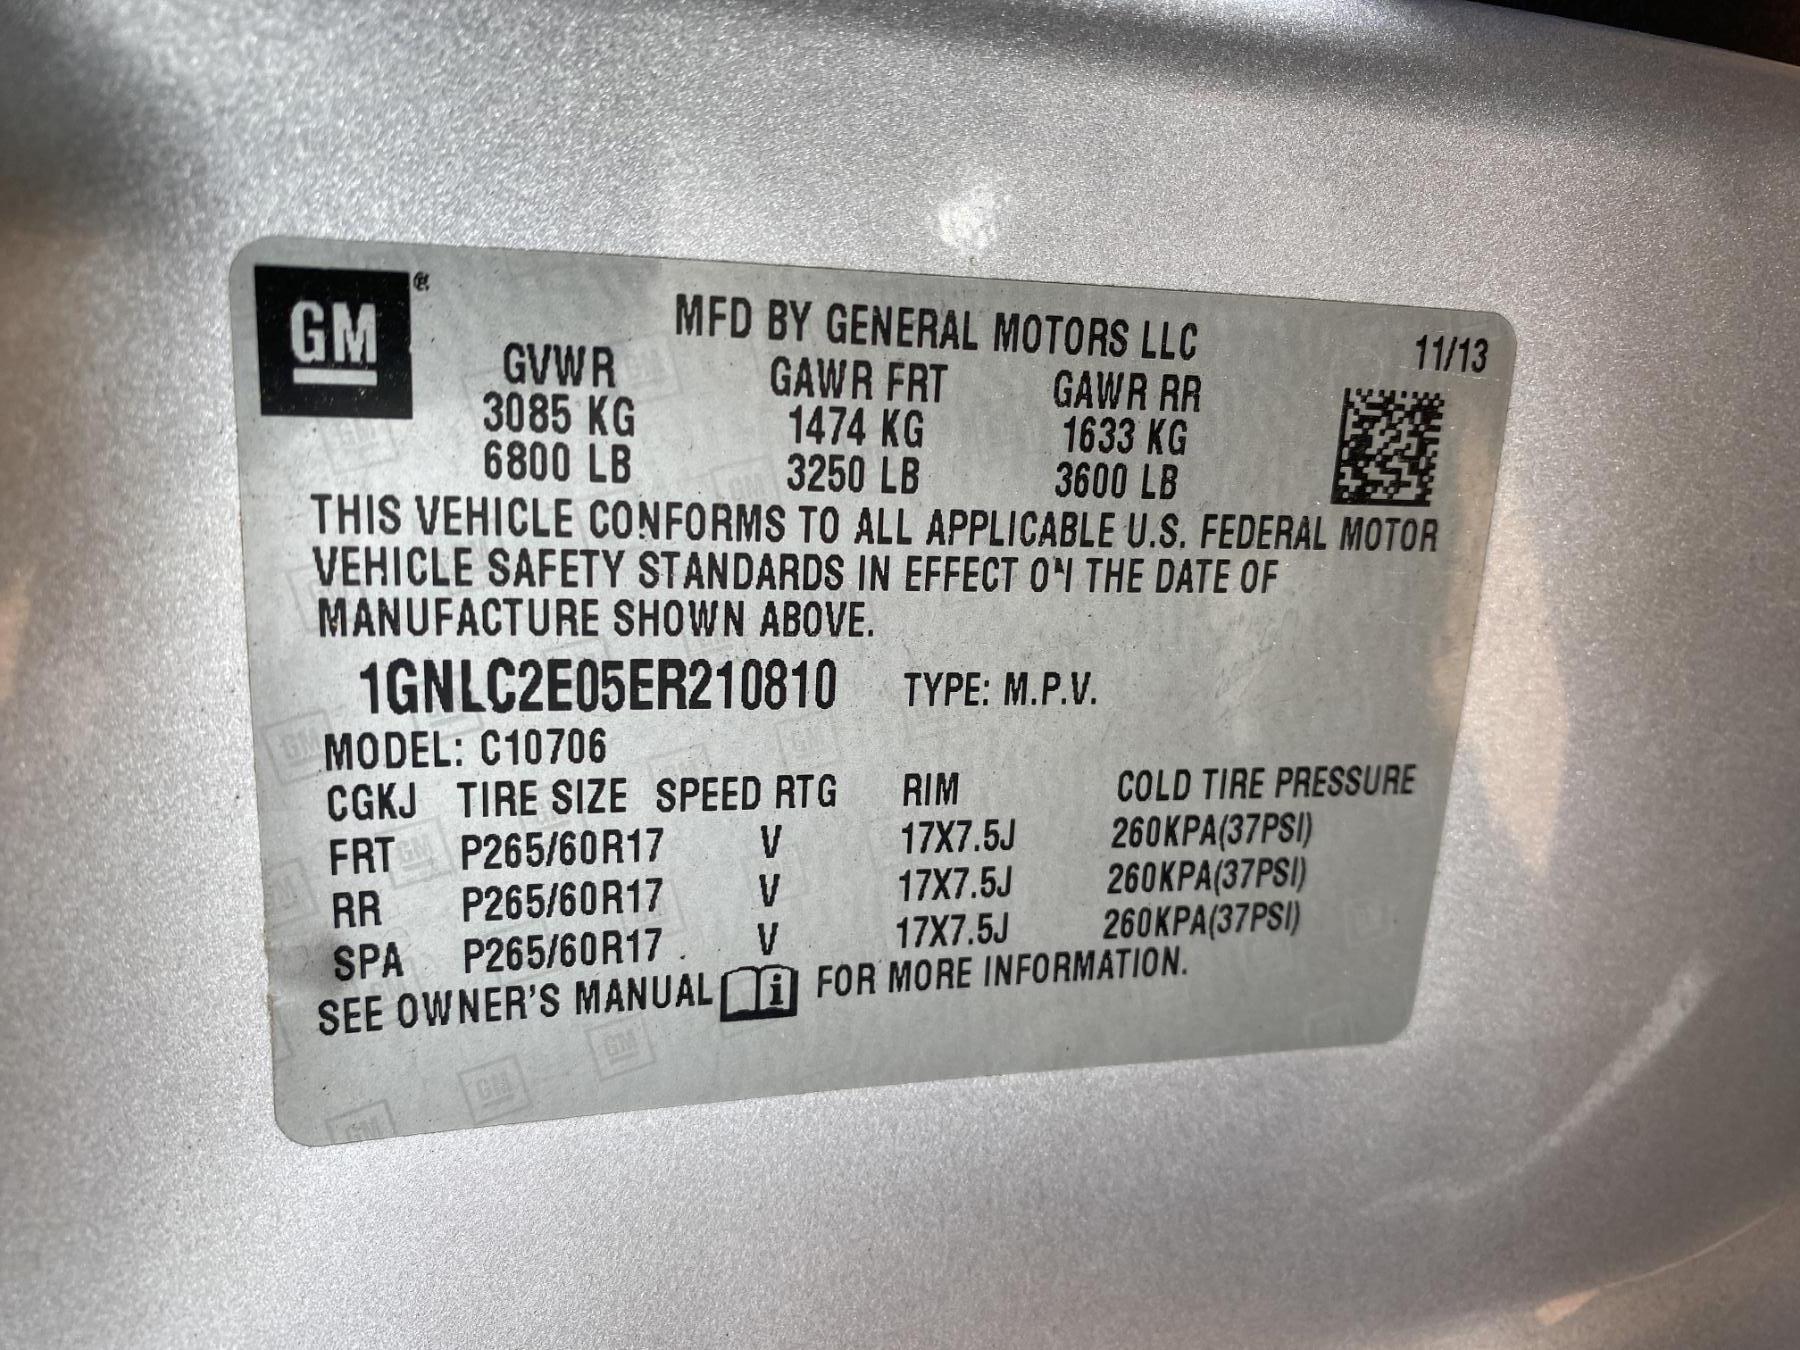 GM®
MFD BY GENERAL MOTORS LLC 11/13
GVWR GAWR FRT GAWR RR
3085 KG 1474 KG 1633 KG
6800 LB 3250 LB 3600 LB
THIS VEHICLE CONFORMS TO ALL APPLICABLE U.S. FEDERAL MOTOR
VEHICLE SAFETY STANDARDS IN EFFECT ON THE DATE OF
MANUFACTURE SHOWN ABOVE.
1GNLC2E05ER210810 TYPE: M.P.V.
MODEL: C10706
CGKJ TIRE SIZE SPEED RTG RIM COLD TIRE PRESSURE
FRT P265/60R17 V 17X7.5J 260KPA(37PSI)
RR P265/60R17 V 17X7.5J 260KPA(37PSI)
SPA P265/60R17 V 17X7.5J 260KPA(37PSI)
SEE OWNER'S MANUAL i FOR MORE INFORMATION.